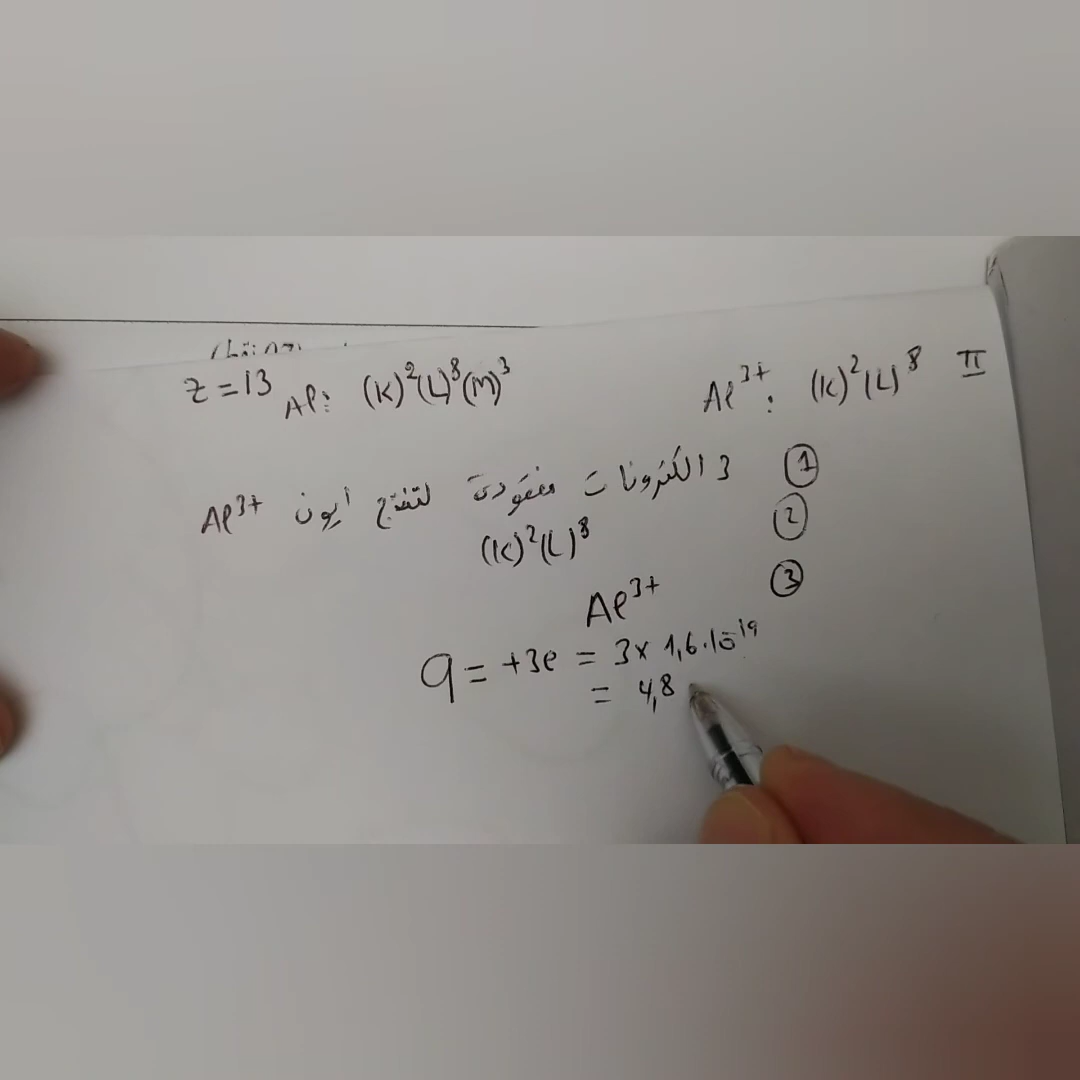 Z = 13 Al: (K)²(L)⁸(M)³ Al³⁺: (K)²(L)⁸ II
① 3 الكترونات مفقودة لتنتج أيون Al³⁺
② (K)²(L)⁸
③ Al³⁺
q = +3e = 3 x 1,6.10⁻¹⁹
= 4,8